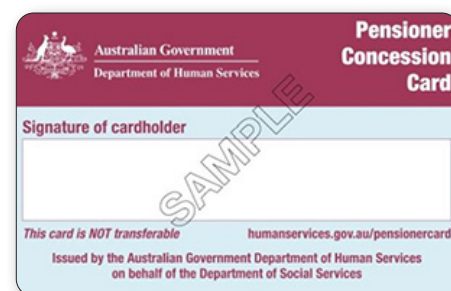 Australian Government
Department of Human Services
Pensioner
Concession
Card
Signature of cardholder
SAMPLE
This card is NOT transferable
humanservices.gov.au/pensionercard
Issued by the Australian Government Department of Human Services
on behalf of the Department of Social Services